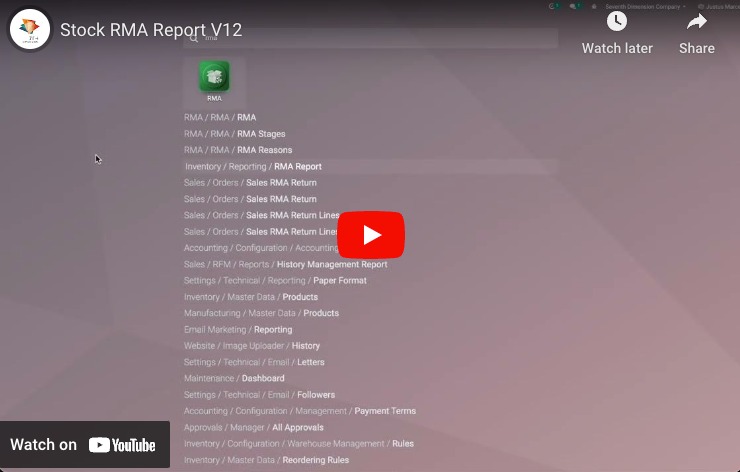 Stock RMA Report V12
Seventh Dimension Company
Watch later
Share
rma
RMA
RMA / RMA / RMA
RMA / RMA / RMA Stages
RMA / RMA / RMA Reasons
Inventory / Reporting / RMA Report
Sales / Orders / Sales RMA Return
Sales / Orders / Sales RMA Return
Sales / Orders / Sales RMA Return Lines
Sales / Orders / Sales RMA Return Lines
Accounting / Configuration / Accounting
Sales / RFM / Reports / History Management Report
Settings / Technical / Reporting / Paper Format
Inventory / Master Data / Products
Manufacturing / Master Data / Products
Email Marketing / Reporting
Website / Image Uploader / History
Settings / Technical / Email / Letters
Maintenance / Dashboard
Settings / Technical / Email / Followers
Accounting / Configuration / Management / Payment Terms
Approvals / Manager / All Approvals
Inventory / Configuration / Warehouse Management / Rules
Inventory / Master Data / Reordering Rules
Watch on YouTube